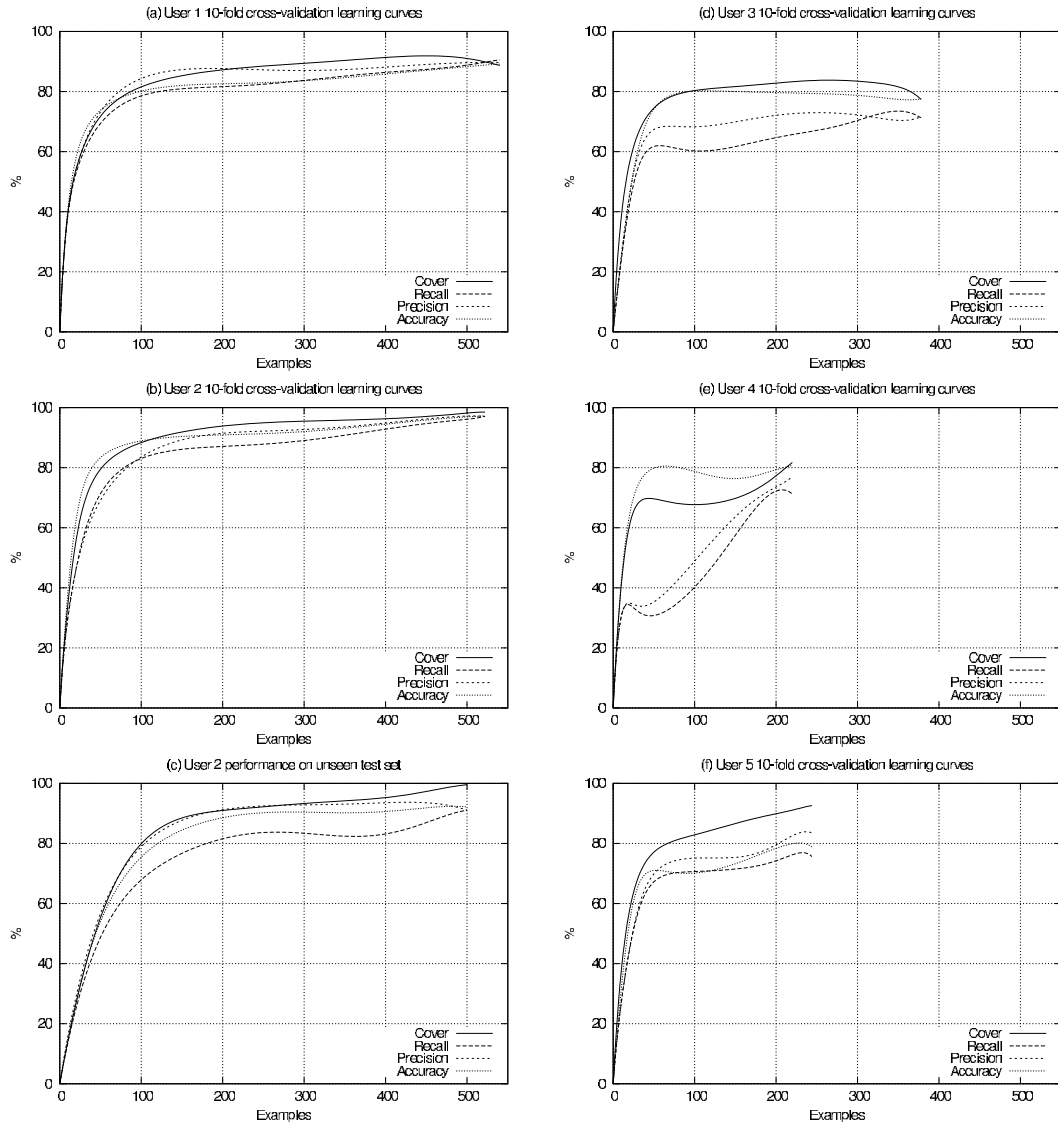 (a) User 1 10-fold cross-validation learning curves
100
80
60
40
20
0
%
Cover
Recall
Precision
Accuracy
0 100 200 300 400 500
Examples
(b) User 2 10-fold cross-validation learning curves
100
80
60
40
20
0
%
Cover
Recall
Precision
Accuracy
0 100 200 300 400 500
Examples
(c) User 2 performance on unseen test set
100
80
60
40
20
0
%
Cover
Recall
Precision
Accuracy
0 100 200 300 400 500
Examples
(d) User 3 10-fold cross-validation learning curves
100
80
60
40
20
0
%
Cover
Recall
Precision
Accuracy
0 100 200 300 400 500
Examples
(e) User 4 10-fold cross-validation learning curves
100
80
60
40
20
0
%
Cover
Recall
Precision
Accuracy
0 100 200 300 400 500
Examples
(f) User 5 10-fold cross-validation learning curves
100
80
60
40
20
0
%
Cover
Recall
Precision
Accuracy
0 100 200 300 400 500
Examples